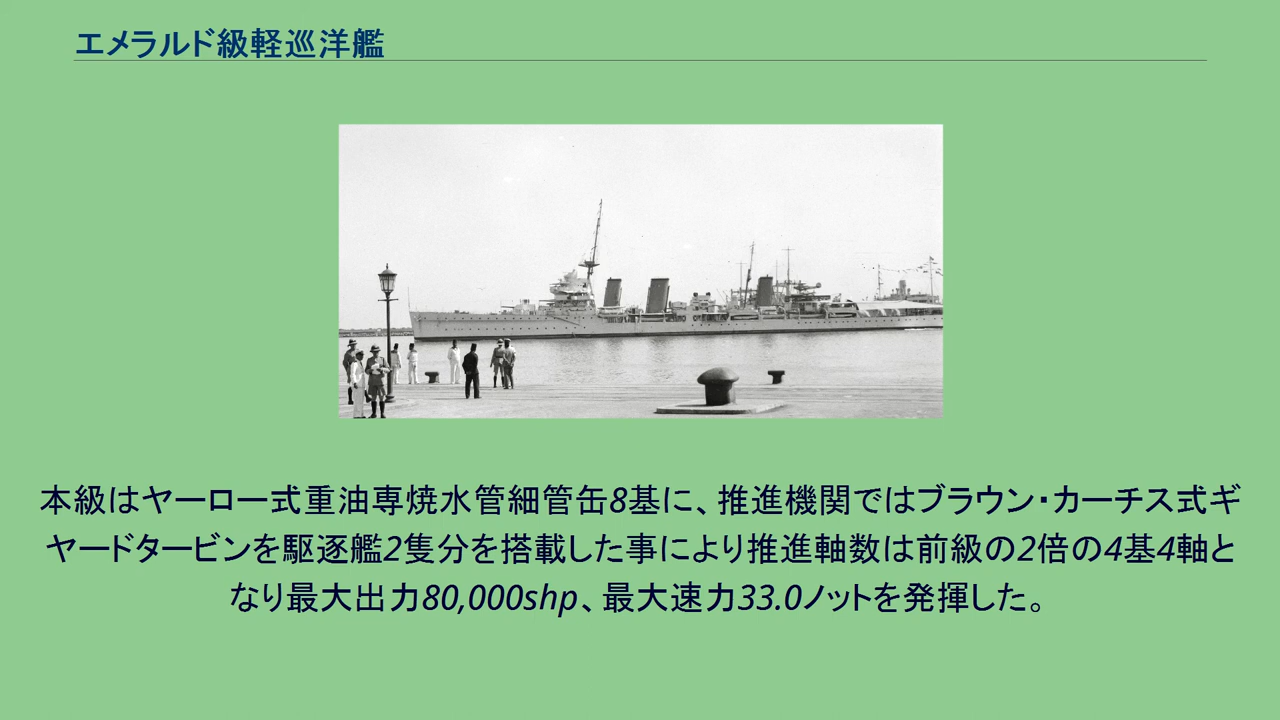 エメラルド級軽巡洋艦
本級はヤーロー式重油専焼水管細管缶8基に、推進機関ではブラウン・カーチス式ギ
ヤードタービンを駆逐艦2隻分を搭載した事により推進軸数は前級の2倍の4基4軸と
なり最大出力80,000shp、最大速力33.0ノットを発揮した。